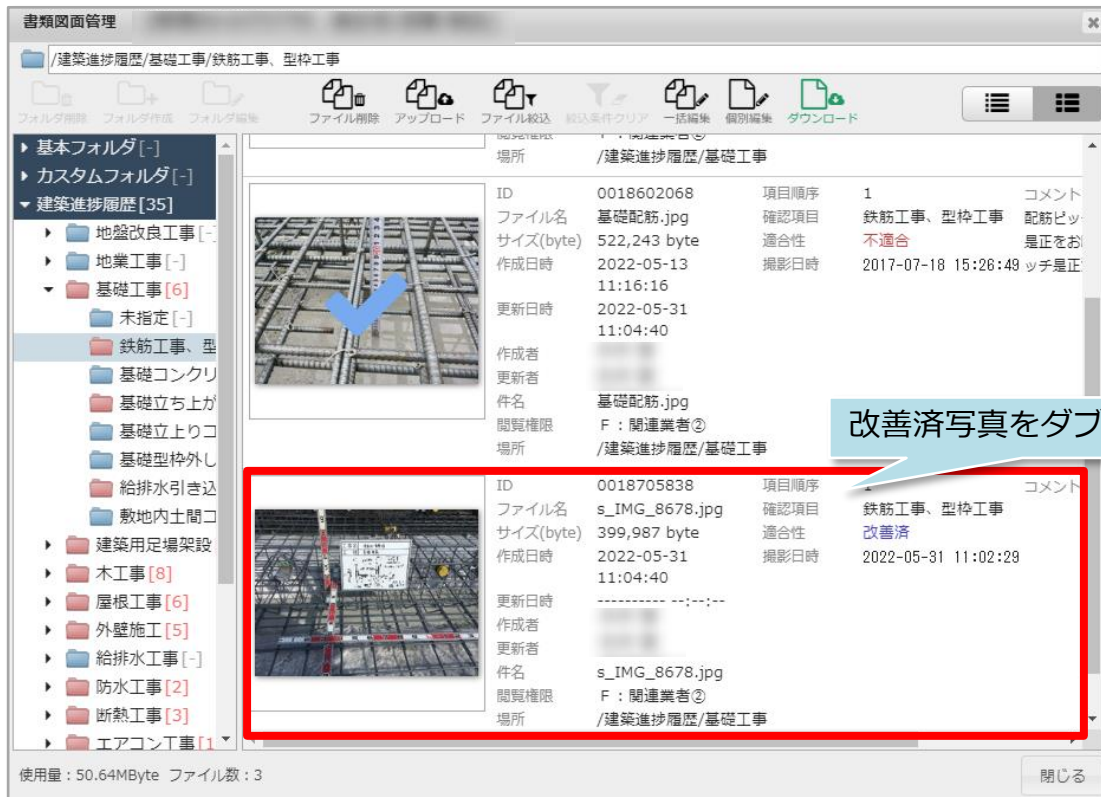 書類図面管理
/建築進捗履歴/基礎工事/鉄筋工事、型枠工事
フォルダ削除 フォルダ作成 フォルダ編集 ファイル削除 アップロード ファイル絞込 絞込条件クリア 一括編集 個別編集 ダウンロード
基本フォルダ[-]
カスタムフォルダ[-]
建築進捗履歴[35]
地盤改良工事[-]
地業工事[-]
基礎工事[6]
未指定[-]
鉄筋工事、型
基礎コンクリ
基礎立ち上が
基礎立上りコ
基礎型枠外し
給排水引き込
敷地内土間コ
建築用足場架設
木工事[8]
屋根工事[6]
外壁施工[5]
給排水工事[-]
防水工事[2]
断熱工事[3]
エアコン工事[1
閲覧権限 F：関連業者②
場所 /建築進捗履歴/基礎工事
ID 0018602068 項目順序 1 コメント
ファイル名 基礎配筋.jpg 確認項目 鉄筋工事、型枠工事 配筋ピッ
サイズ(byte) 522,243 byte 適合性 不適合 是正をお
作成日時 2022-05-13 撮影日時 2017-07-18 15:26:49 ッチ是正
11:16:16
更新日時 2022-05-31
11:04:40
作成者
更新者
件名 基礎配筋.jpg
閲覧権限 F：関連業者②
場所 /建築進捗履歴/基礎工事
改善済写真をダブ
ID 0018705838 項目順序 1 コメント
ファイル名 s_IMG_8678.jpg 確認項目 鉄筋工事、型枠工事
サイズ(byte) 399,987 byte 適合性 改善済
作成日時 2022-05-31 撮影日時 2022-05-31 11:02:29
11:04:40
更新日時 ---------- --:--:--
作成者
更新者
件名 s_IMG_8678.jpg
閲覧権限 F：関連業者②
場所 /建築進捗履歴/基礎工事
使用量：50.64MByte ファイル数：3
閉じる